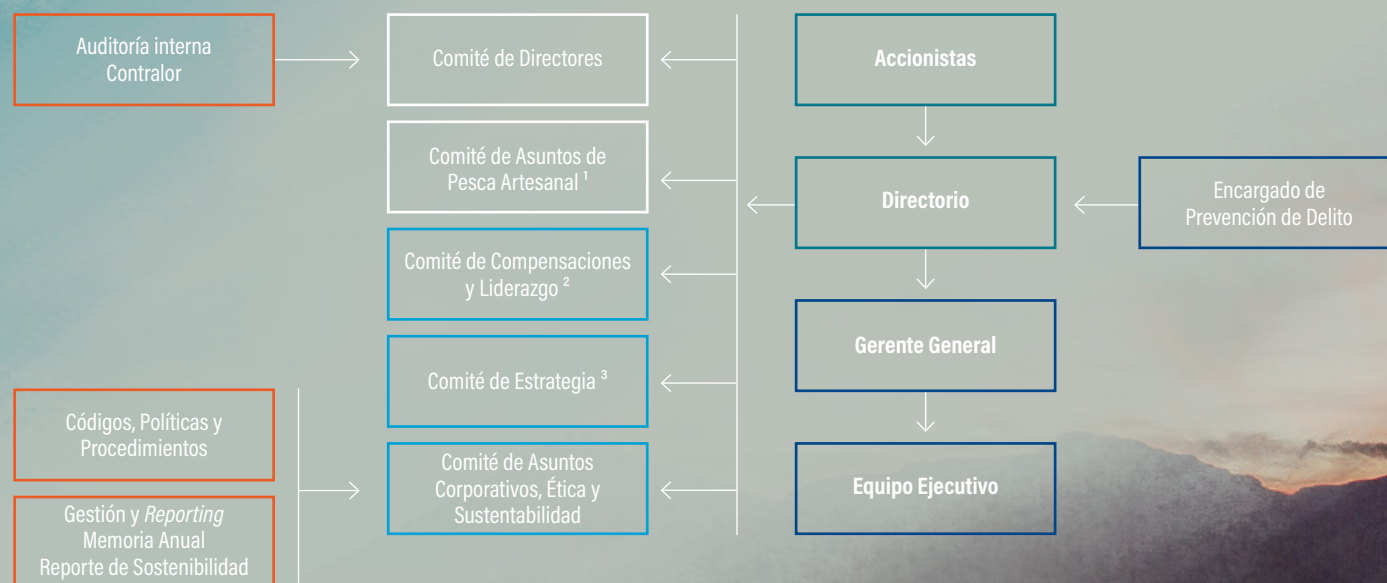 Auditoría interna
Contralor
Comité de Directores
Accionistas
Comité de Asuntos de
Pesca Artesanal ¹
Directorio
Encargado de
Prevención de Delito
Comité de Compensaciones
y Liderazgo ²
Gerente General
Comité de Estrategia ³
Códigos, Políticas y
Procedimientos
Comité de Asuntos
Corporativos, Ética y
Sustentabilidad
Equipo Ejecutivo
Gestión y Reporting
Memoria Anual
Reporte de Sostenibilidad